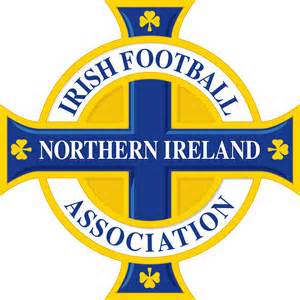 IRISH FOOTBALL
NORTHERN IRELAND
ASSOCIATION